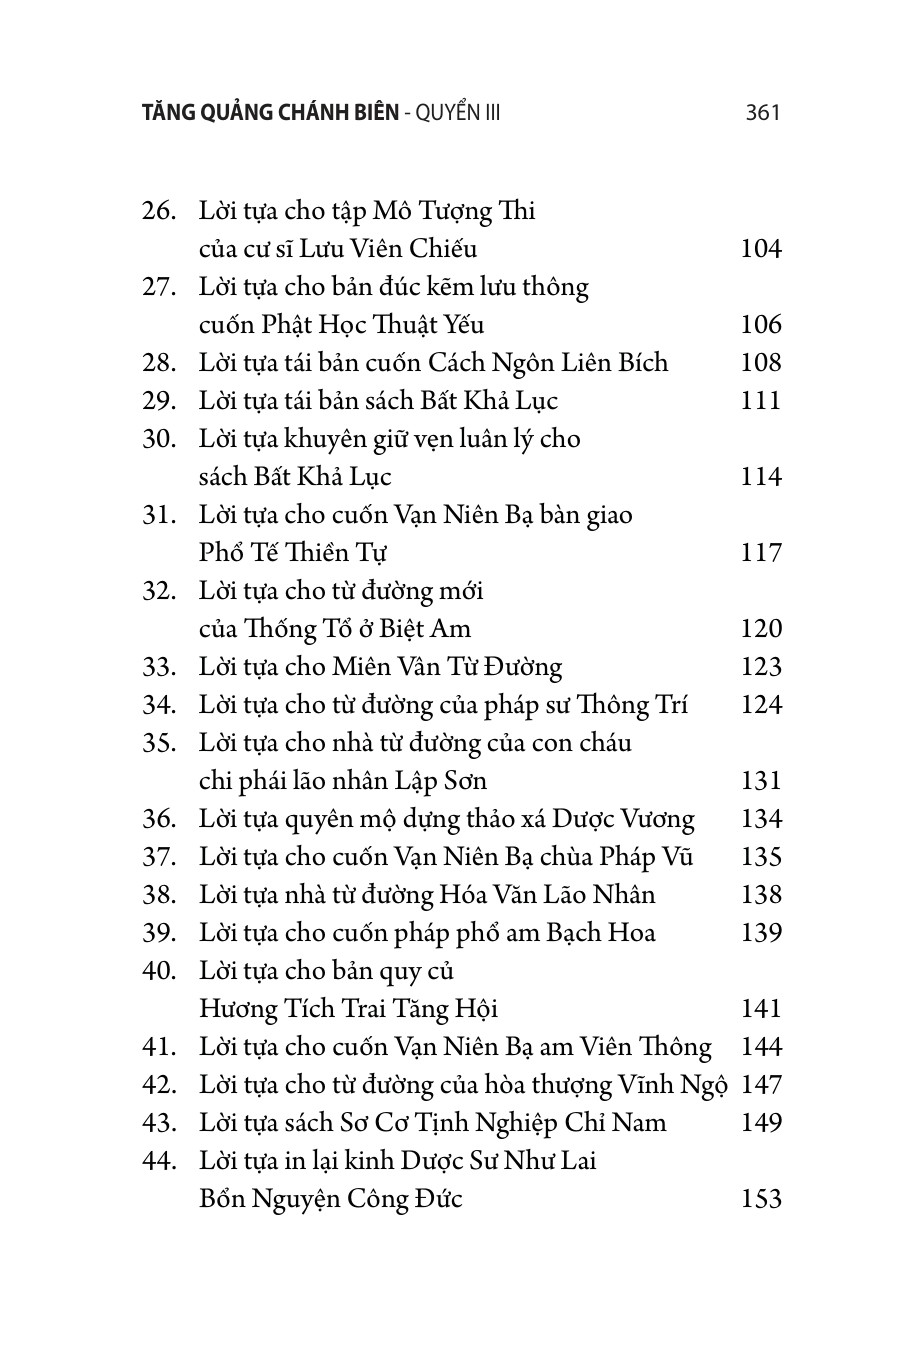 TĂNG QUẢNG CHÁNH BIÊN - QUYỂN III 361
26. Lời tựa cho tập Mô Tượng Thi
của cư sĩ Lưu Viên Chiếu 104
27. Lời tựa cho bản đúc kẽm lưu thông
cuốn Phật Học Thuật Yếu 106
28. Lời tựa tái bản cuốn Cách Ngôn Liên Bích 108
29. Lời tựa tái bản sách Bất Khả Lục 111
30. Lời tựa khuyên giữ vẹn luân lý cho
sách Bất Khả Lục 114
31. Lời tựa cho cuốn Vạn Niên Bạ bàn giao
Phổ Tế Thiền Tự 117
32. Lời tựa cho từ đường mới
của Thống Tổ ở Biệt Am 120
33. Lời tựa cho Miên Vân Từ Đường 123
34. Lời tựa cho từ đường của pháp sư Thông Trí 124
35. Lời tựa cho nhà từ đường của con cháu
chi phái lão nhân Lập Sơn 131
36. Lời tựa quyên mộ dựng thảo xá Dược Vương 134
37. Lời tựa cho cuốn Vạn Niên Bạ chùa Pháp Vũ 135
38. Lời tựa nhà từ đường Hóa Văn Lão Nhân 138
39. Lời tựa cho cuốn pháp phổ am Bạch Hoa 139
40. Lời tựa cho bản quy củ
Hương Tích Trai Tăng Hội 141
41. Lời tựa cho cuốn Vạn Niên Bạ am Viên Thông 144
42. Lời tựa cho từ đường của hòa thượng Vĩnh Ngộ 147
43. Lời tựa sách Sơ Cơ Tịnh Nghiệp Chỉ Nam 149
44. Lời tựa in lại kinh Dược Sư Như Lai
Bổn Nguyện Công Đức 153